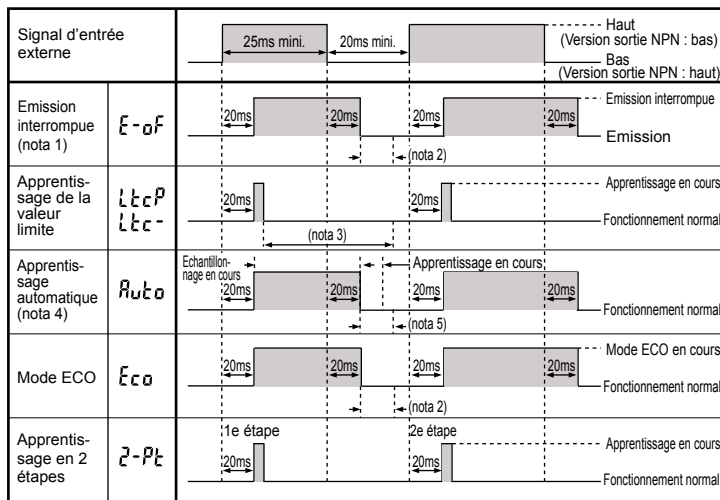 Signal d'entrée
externe
25ms mini.
20ms mini.
Haut
(Version sortie NPN : bas)
Bas
(Version sortie NPN : haut)
Emission
interrompue
(nota 1)
E-oF
20ms
20ms
20ms
20ms
(nota 2)
Emission interrompue
Emission
Apprentis-
sage de la
valeur
limite
LtcP
Ltc-
20ms
20ms
(nota 3)
Apprentissage en cours
Fonctionnement normal
Apprentis-
sage
automatique
(nota 4)
Auto
Echantillon-
nage en cours
Apprentissage en cours
20ms
20ms
20ms
20ms
(nota 5)
Fonctionnement normal
Mode ECO
Eco
20ms
20ms
20ms
20ms
(nota 2)
Mode ECO en cours
Fonctionnement normal
Apprentis-
sage en 2
étapes
2-Pt
1e étape
2e étape
20ms
20ms
Apprentissage en cours
Fonctionnement normal